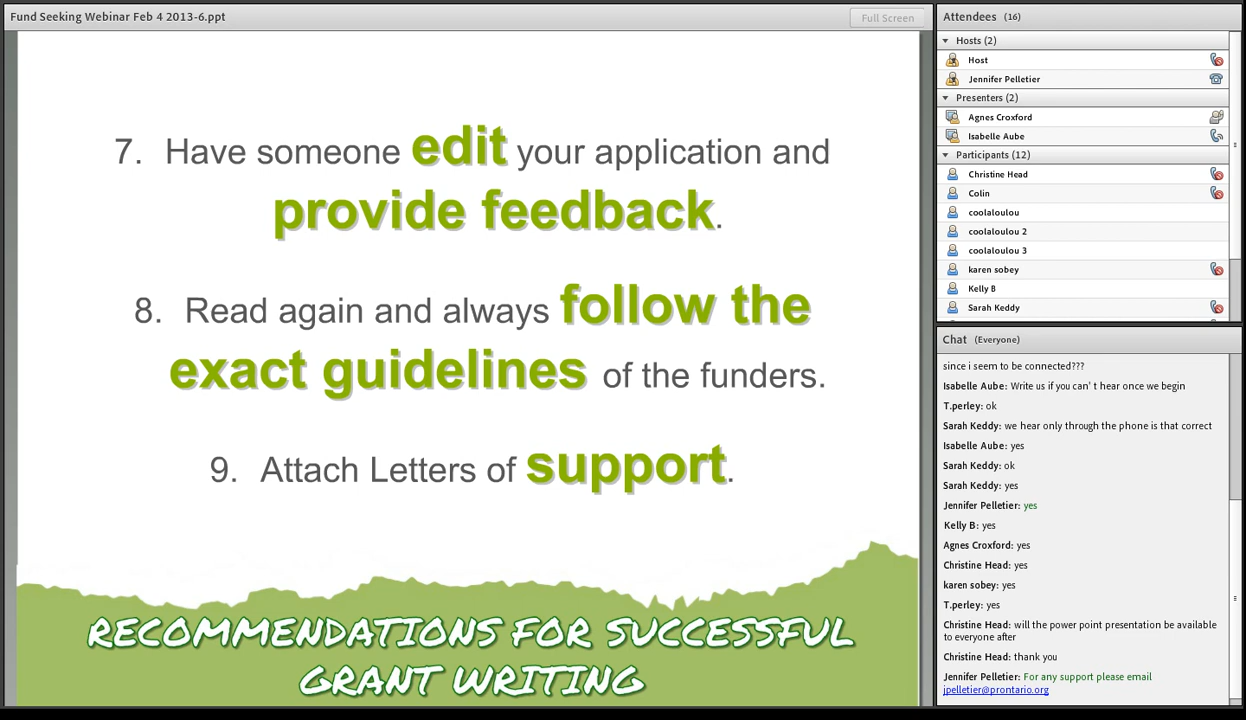 Fund Seeking Webinar Feb 4 2013-6.ppt
Full Screen
7. Have someone edit your application and
provide feedback.
8. Read again and always follow the
exact guidelines of the funders.
9. Attach Letters of support.
RECOMMENDATIONS FOR SUCCESSFUL
GRANT WRITING
Attendees (16)
Hosts (2)
Host
Jennifer Pelletier
Presenters (2)
Agnes Croxford
Isabelle Aube
Participants (12)
Christine Head
Colin
coolaloulou
coolaloulou 2
coolaloulou 3
karen sobey
Kelly B
Sarah Keddy
Chat (Everyone)
since i seem to be connected???
Isabelle Aube: Write us if you can' t hear once we begin
T.perley: ok
Sarah Keddy: we hear only through the phone is that correct
Isabelle Aube: yes
Sarah Keddy: ok
Sarah Keddy: yes
Jennifer Pelletier: yes
Kelly B: yes
Agnes Croxford: yes
Christine Head: yes
karen sobey: yes
T.perley: yes
Christine Head: will the power point presentation be available
to everyone after
Christine Head: thank you
Jennifer Pelletier: For any support please email
jpelletier@prontario.org